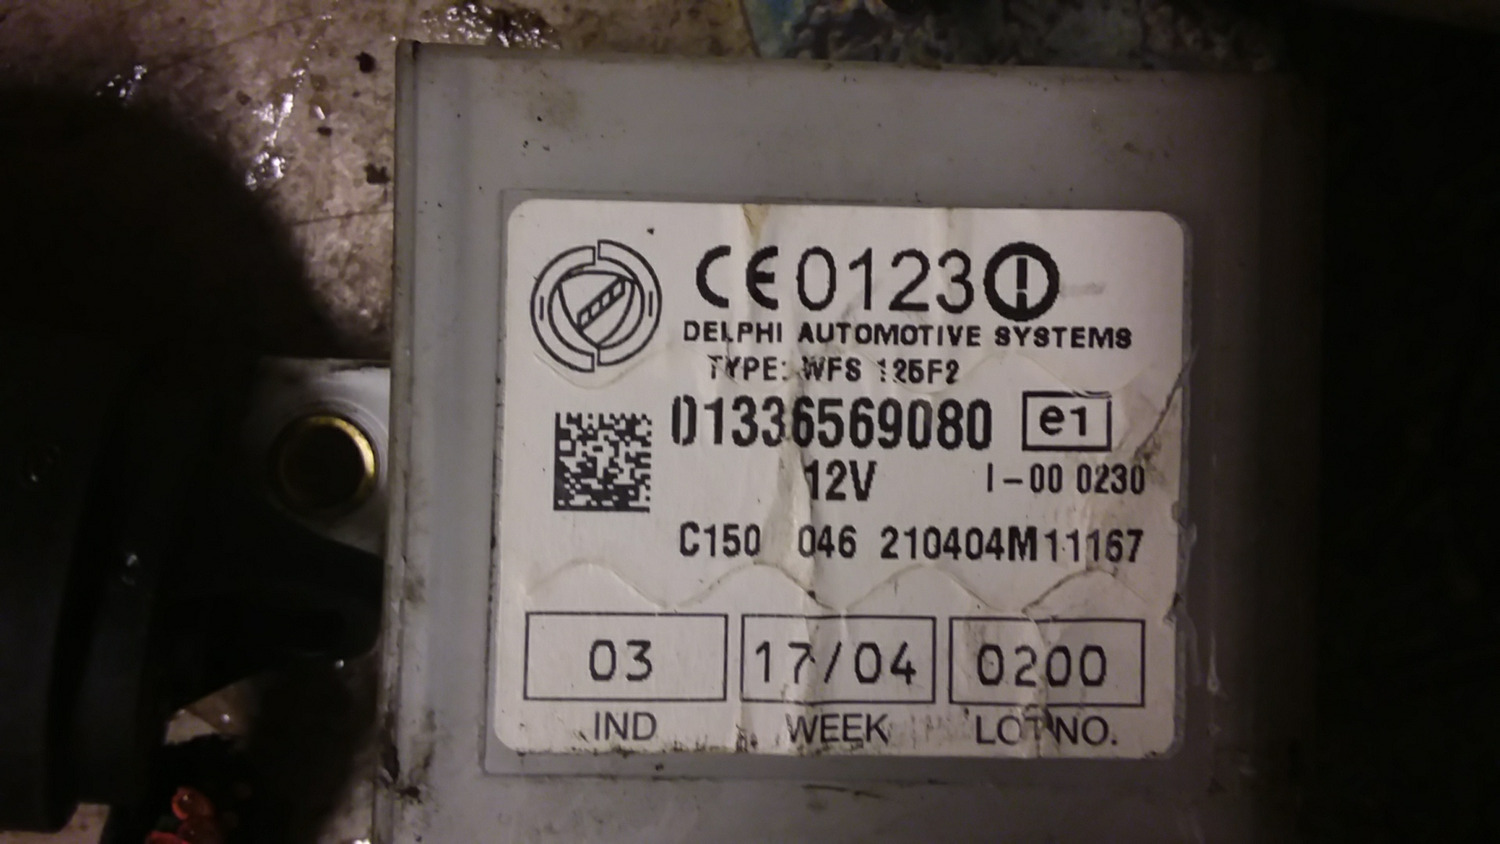 CE0123
DELPHI AUTOMOTIVE SYSTEMS
TYPE: WFS 125F2
01336569080 e1
12V I-00 0230
C150 046 210404M11167
03 17/04 0200
IND WEEK LOT NO.